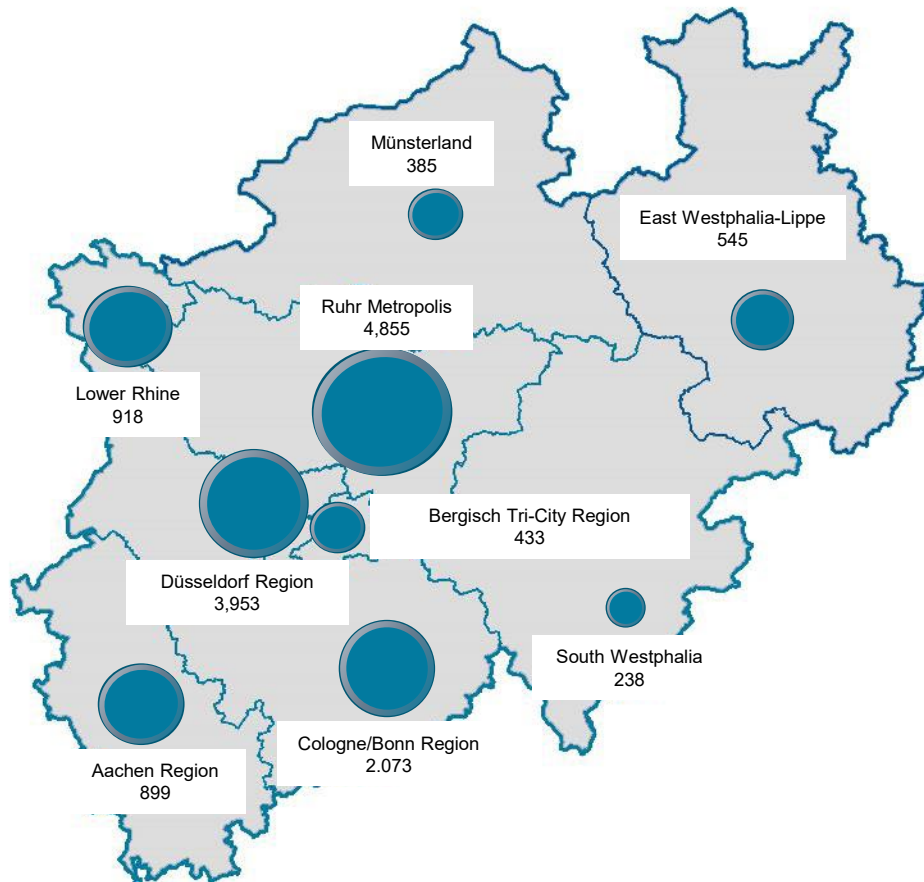 Münsterland
385
East Westphalia-Lippe
545
Ruhr Metropolis
4,855
Lower Rhine
918
Bergisch Tri-City Region
433
Düsseldorf Region
3,953
South Westphalia
238
Cologne/Bonn Region
2.073
Aachen Region
899